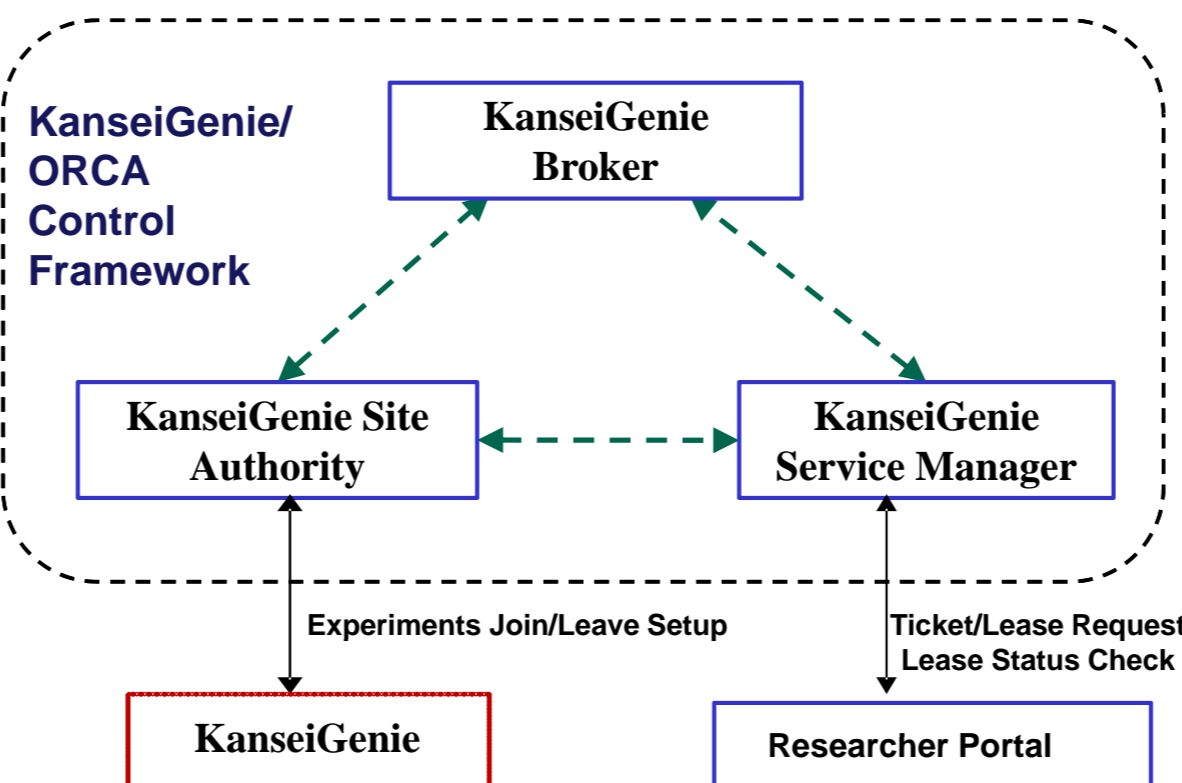 KanseiGenie/
ORCA
Control
Framework
KanseiGenie
Broker
KanseiGenie Site
Authority
KanseiGenie
Service Manager
Experiments Join/Leave Setup
Ticket/Lease Request
Lease Status Check
KanseiGenie
Researcher Portal